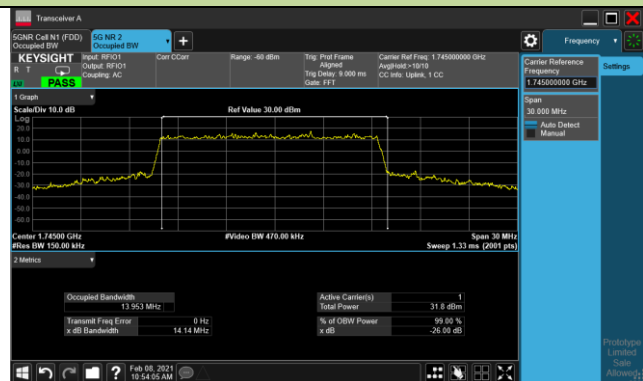 Transceiver A
5GNR Cell N1 (FDD)
Occupied BW
5G NR 2
Occupied BW
Frequency
KEYSIGHT
R T
LV
PASS
Input: RFIO1
Output: RFIO1
Coupling: AC
Corr CCorr
Range: -60 dBm
Trig: Prot Frame
Aligned
Trig Delay: 9.000 ms
Gate: FFT
Carrier Ref Freq: 1.745000000 GHz
Avg|Hold:>10/10
CC Info: Uplink, 1 CC
Carrier Reference
Frequency
1.745000000 GHz
Settings
Span
30.000 MHz
Auto Detect
Manual
1 Graph
Scale/Div 10.0 dB
Ref Value 30.00 dBm
Log
20.0
10.0
0.00
-10.0
-20.0
-30.0
-40.0
-50.0
-60.0
Center 1.74500 GHz
#Video BW 470.00 kHz
Span 30 MHz
#Res BW 150.00 kHz
Sweep 1.33 ms (2001 pts)
2 Metrics
Occupied Bandwidth
13.953 MHz
Active Carrier(s) 1
Total Power 31.8 dBm
Transmit Freq Error 0 Hz
x dB Bandwidth 14.14 MHz
% of OBW Power 99.00 %
x dB -26.00 dB
Feb 08, 2021
10:54:05 AM
Prototype
Limited
Sale
Allowed